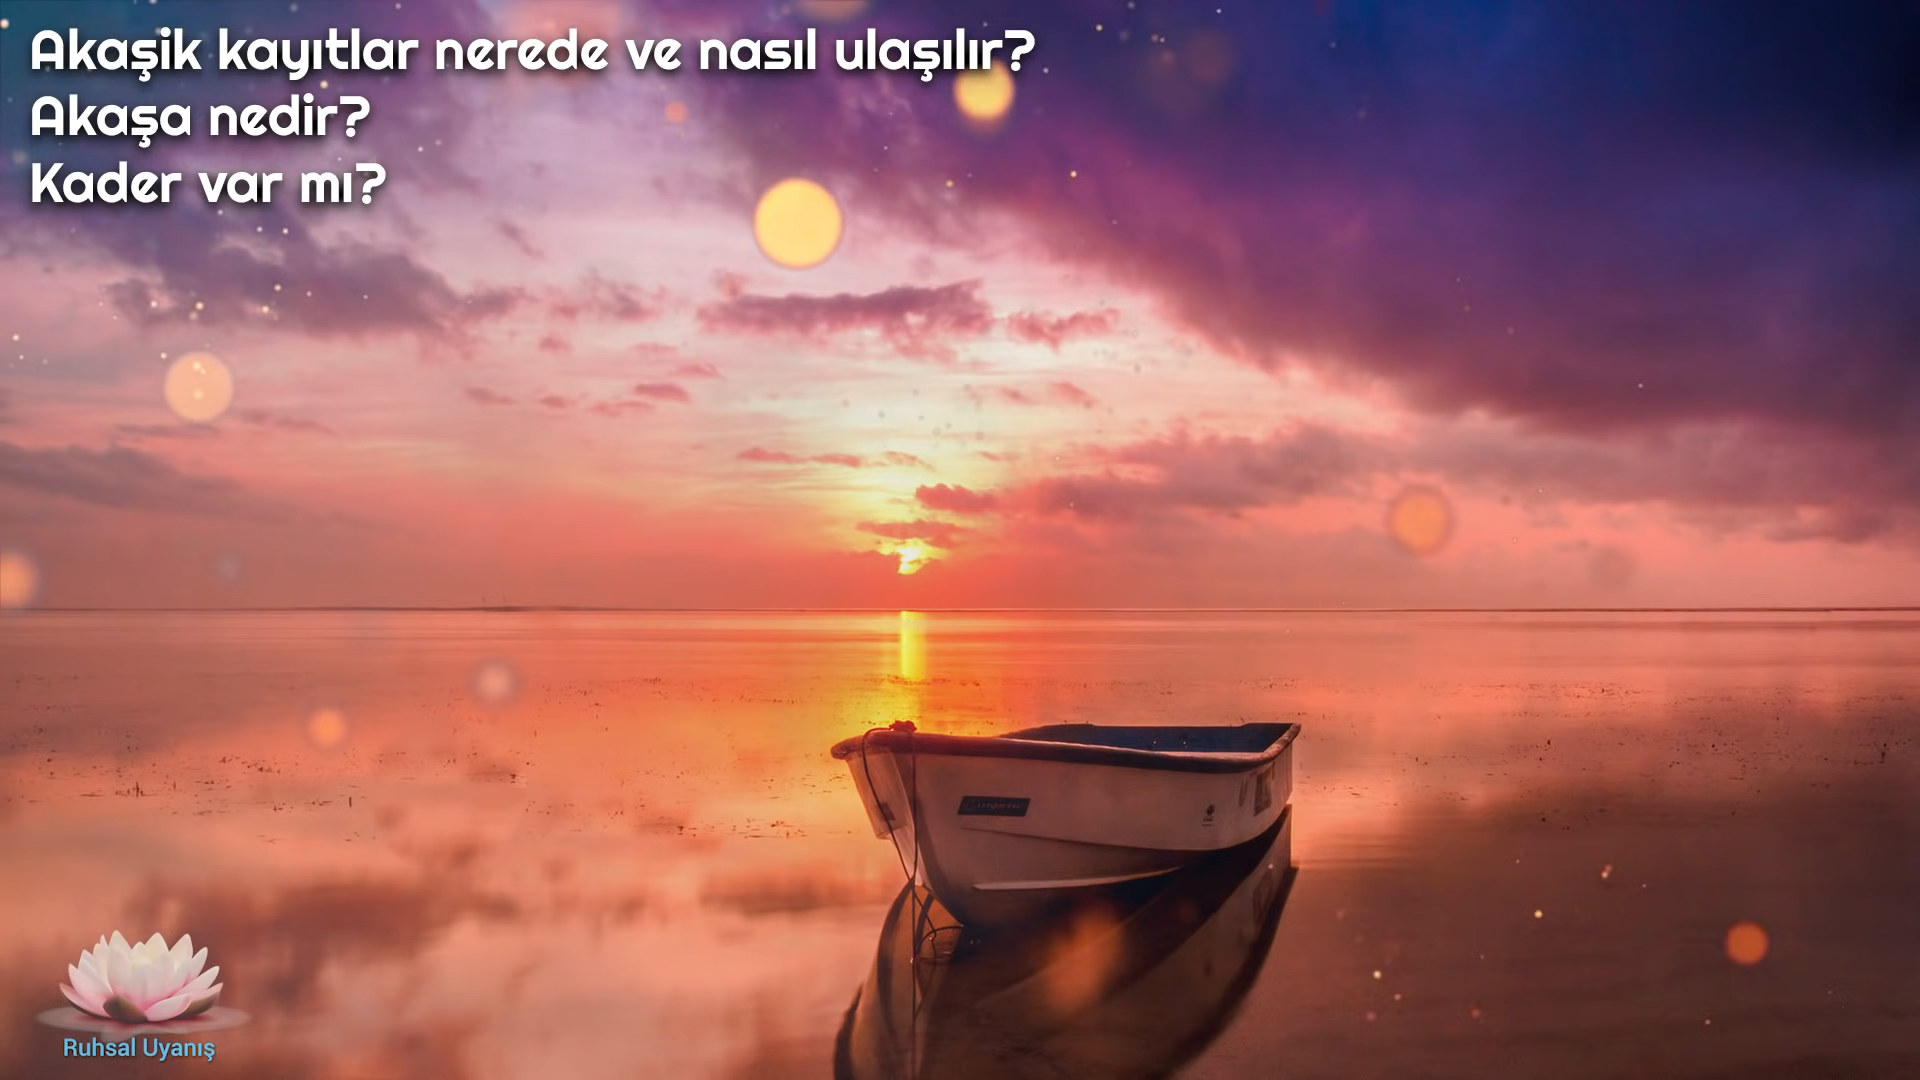 Akaşik kayıtlar nerede ve nasıl ulaşılır?
Akaşa nedir?
Kader var mı?
Ruhsal Uyanış